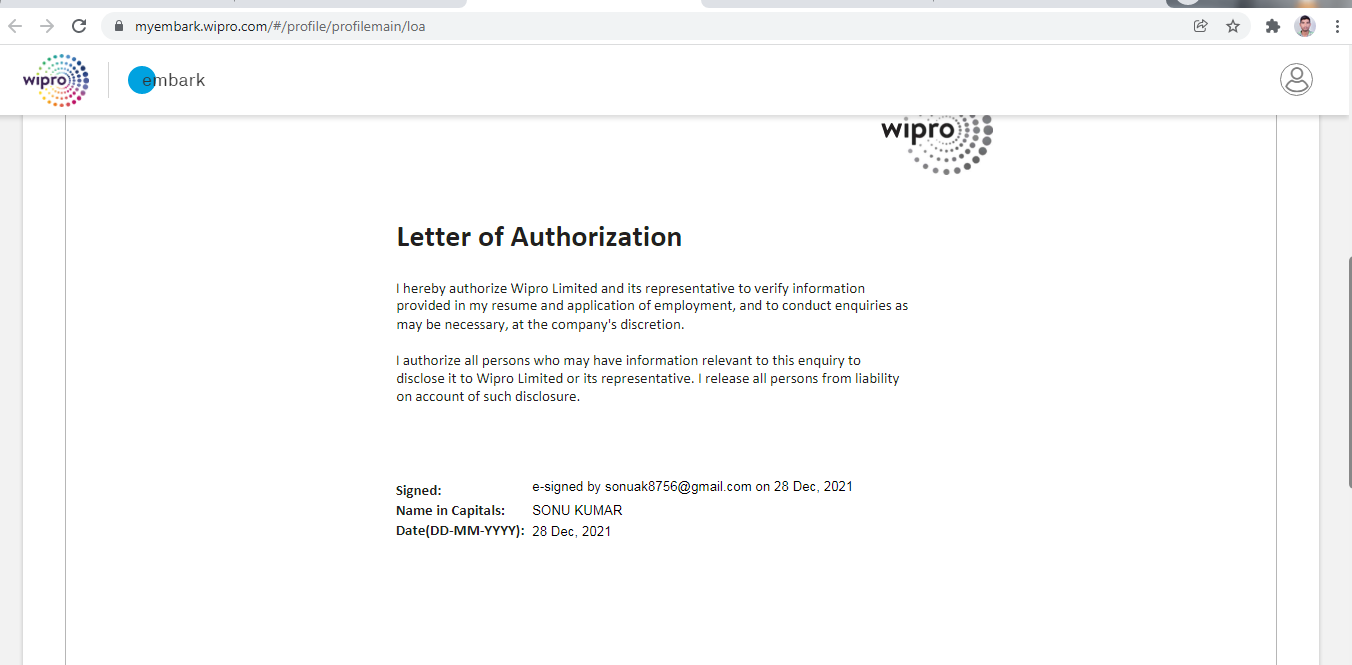 myembark.wipro.com/#/profile/profilemain/loa
wipro embark
wipro
Letter of Authorization
I hereby authorize Wipro Limited and its representative to verify information
provided in my resume and application of employment, and to conduct enquiries as
may be necessary, at the company's discretion.
I authorize all persons who may have information relevant to this enquiry to
disclose it to Wipro Limited or its representative. I release all persons from liability
on account of such disclosure.
Signed: e-signed by sonuak8756@gmail.com on 28 Dec, 2021
Name in Capitals: SONU KUMAR
Date(DD-MM-YYYY): 28 Dec, 2021